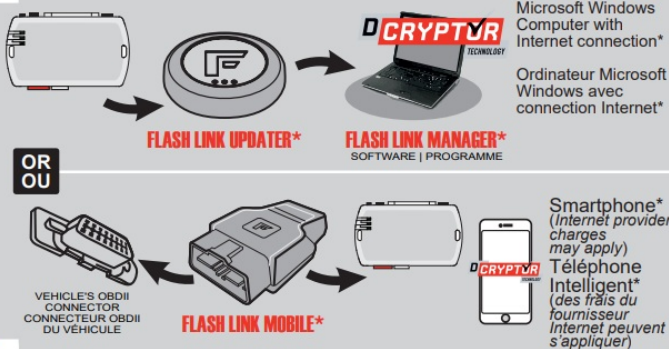 Microsoft Windows
Computer with
Internet connection*
Ordinateur Microsoft
Windows avec
connection Internet*
DCRYPTOR
TECHNOLOGY
FLASH LINK UPDATER*
FLASH LINK MANAGER*
SOFTWARE | PROGRAMME
OR
OU
VEHICLE'S OBDII
CONNECTOR
CONNECTEUR OBDII
DU VÉHICULE
FLASH LINK MOBILE*
DCRYPTOR
TECHNOLOGY
Smartphone*
(Internet provider
charges
may apply)
Téléphone
Intelligent*
(des frais du
fournisseur
Internet peuvent
s'appliquer)